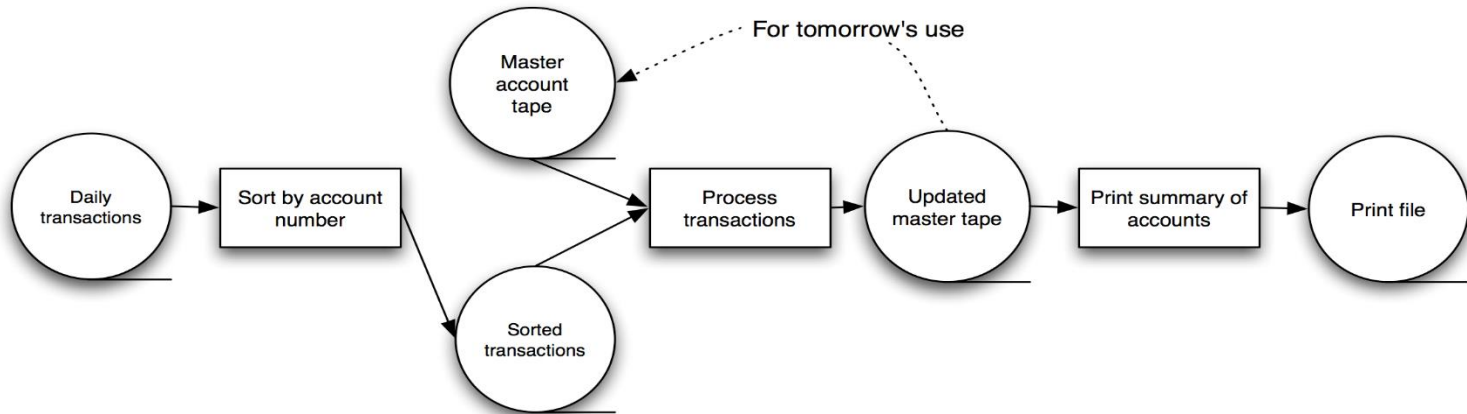 For tomorrow's use
Master
account
tape
Daily
transactions
Sort by account
number
Process
transactions
Updated
master tape
Print summary of
accounts
Print file
Sorted
transactions